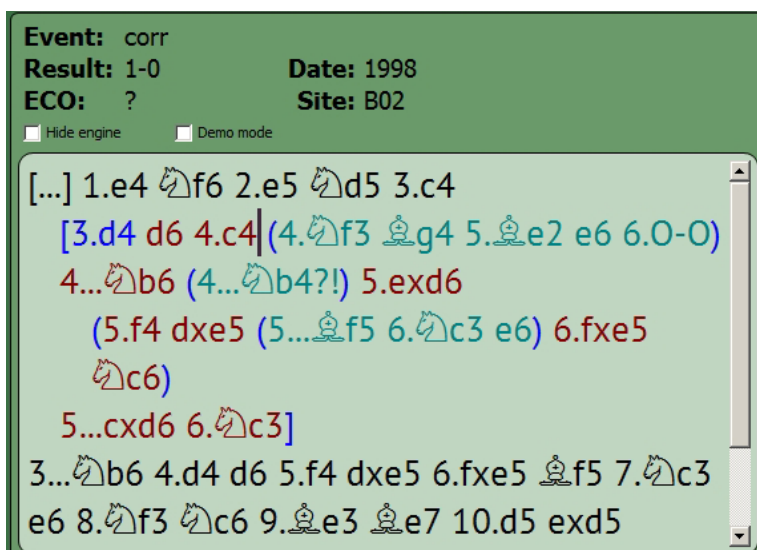 Event: corr
Result: 1-0 Date: 1998
ECO: ? Site: B02
Hide engine Demo mode
[...] 1.e4 ♘f6 2.e5 ♘d5 3.c4
[3.d4 d6 4.c4 (4.♘f3 ♗g4 5.♗e2 e6 6.O-O)
4...♘b6 (4...♘b4?!) 5.exd6
(5.f4 dxe5 (5...♗f5 6.♘c3 e6) 6.fxe5
♘c6)
5...cxd6 6.♘c3]
3...♘b6 4.d4 d6 5.f4 dxe5 6.fxe5 ♗f5 7.♘c3
e6 8.♘f3 ♘c6 9.♗e3 ♗e7 10.d5 exd5